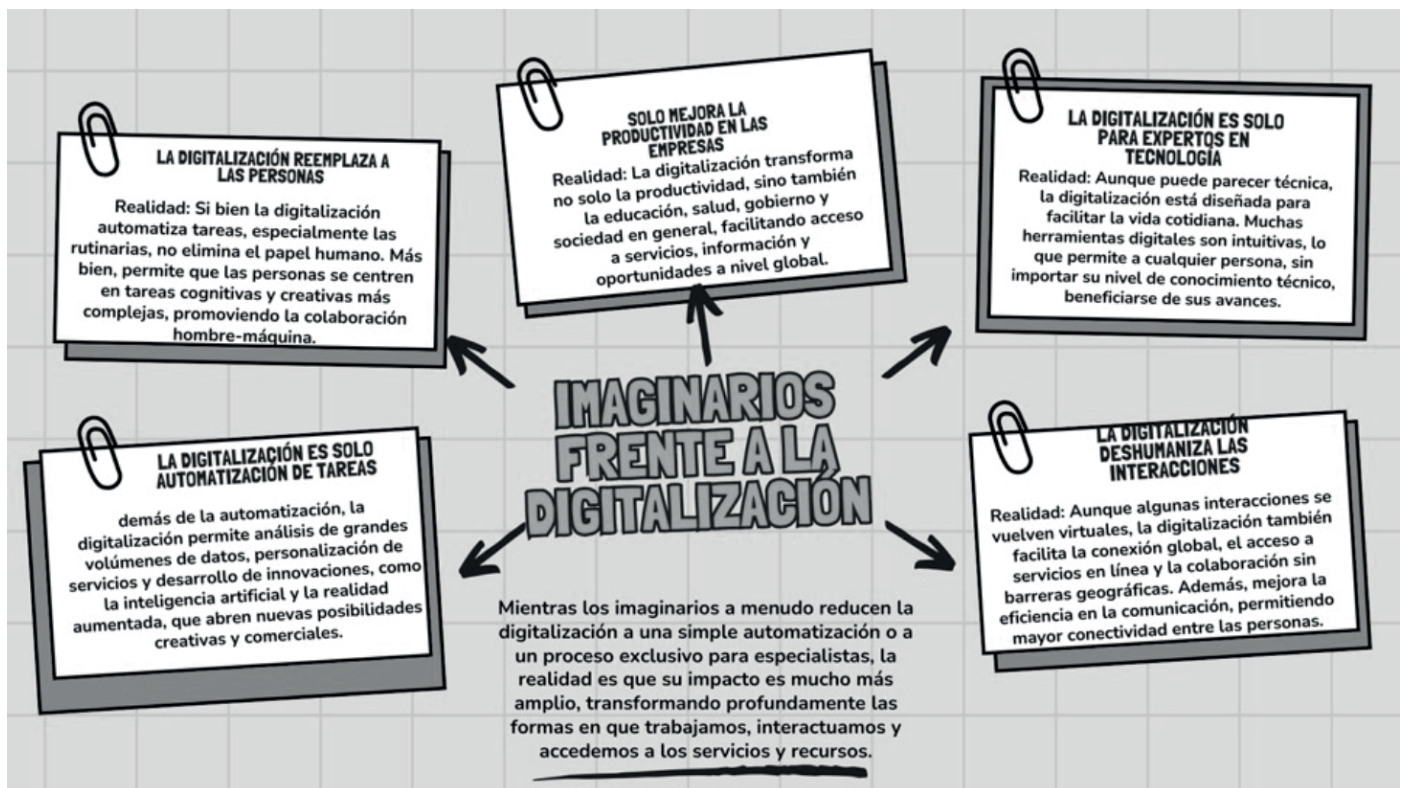 LA DIGITALIZACIÓN REEMPLAZA A
LAS PERSONAS
Realidad: Si bien la digitalización
automatiza tareas, especialmente las
rutinarias, no elimina el papel humano. Más
bien, permite que las personas se centren
en tareas cognitivas y creativas más
complejas, promoviendo la colaboración
hombre-máquina.
SOLO MEJORA LA
PRODUCTIVIDAD EN LAS
EMPRESAS
Realidad: La digitalización transforma
no solo la productividad, sino también
la educación, salud, gobierno y
sociedad en general, facilitando acceso
a servicios, información y
oportunidades a nivel global.
LA DIGITALIZACIÓN ES SOLO
PARA EXPERTOS EN
TECNOLOGÍA
Realidad: Aunque puede parecer técnica,
la digitalización está diseñada para
facilitar la vida cotidiana. Muchas
herramientas digitales son intuitivas, lo
que permite a cualquier persona, sin
importar su nivel de conocimiento técnico,
beneficiarse de sus avances.
IMAGINARIOS
FRENTE A LA
DIGITALIZACIÓN
LA DIGITALIZACIÓN ES SOLO
AUTOMATIZACIÓN DE TAREAS
demás de la automatización, la
digitalización permite análisis de grandes
volúmenes de datos, personalización de
servicios y desarrollo de innovaciones, como
la inteligencia artificial y la realidad
aumentada, que abren nuevas posibilidades
creativas y comerciales.
LA DIGITALIZACIÓN
DESHUMANIZA LAS
INTERACCIONES
Realidad: Aunque algunas interacciones se
vuelven virtuales, la digitalización también
facilita la conexión global, el acceso a
servicios en línea y la colaboración sin
barreras geográficas. Además, mejora la
eficiencia en la comunicación, permitiendo
mayor conectividad entre las personas.
Mientras los imaginarios a menudo reducen la
digitalización a una simple automatización o a
un proceso exclusivo para especialistas, la
realidad es que su impacto es mucho más
amplio, transformando profundamente las
formas en que trabajamos, interactuamos y
accedemos a los servicios y recursos.